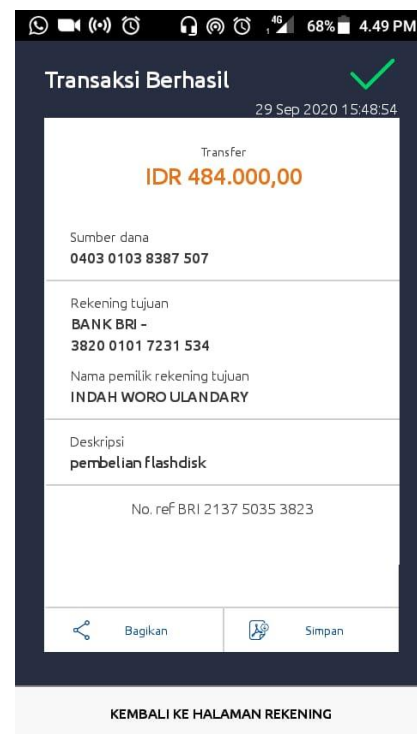 4G
1
68% 4.49 PM
Transaksi Berhasil
29 Sep 2020 15:48:54
Transfer
IDR 484.000,00
Sumber dana
0403 0103 8387 507
Rekening tujuan
BANK BRI -
3820 0101 7231 534
Nama pemilik rekening tujuan
INDAH WORO ULANDARY
Deskripsi
pembelian flashdisk
No. ref BRI 2137 5035 3823
Bagikan
Simpan
KEMBALI KE HALAMAN REKENING